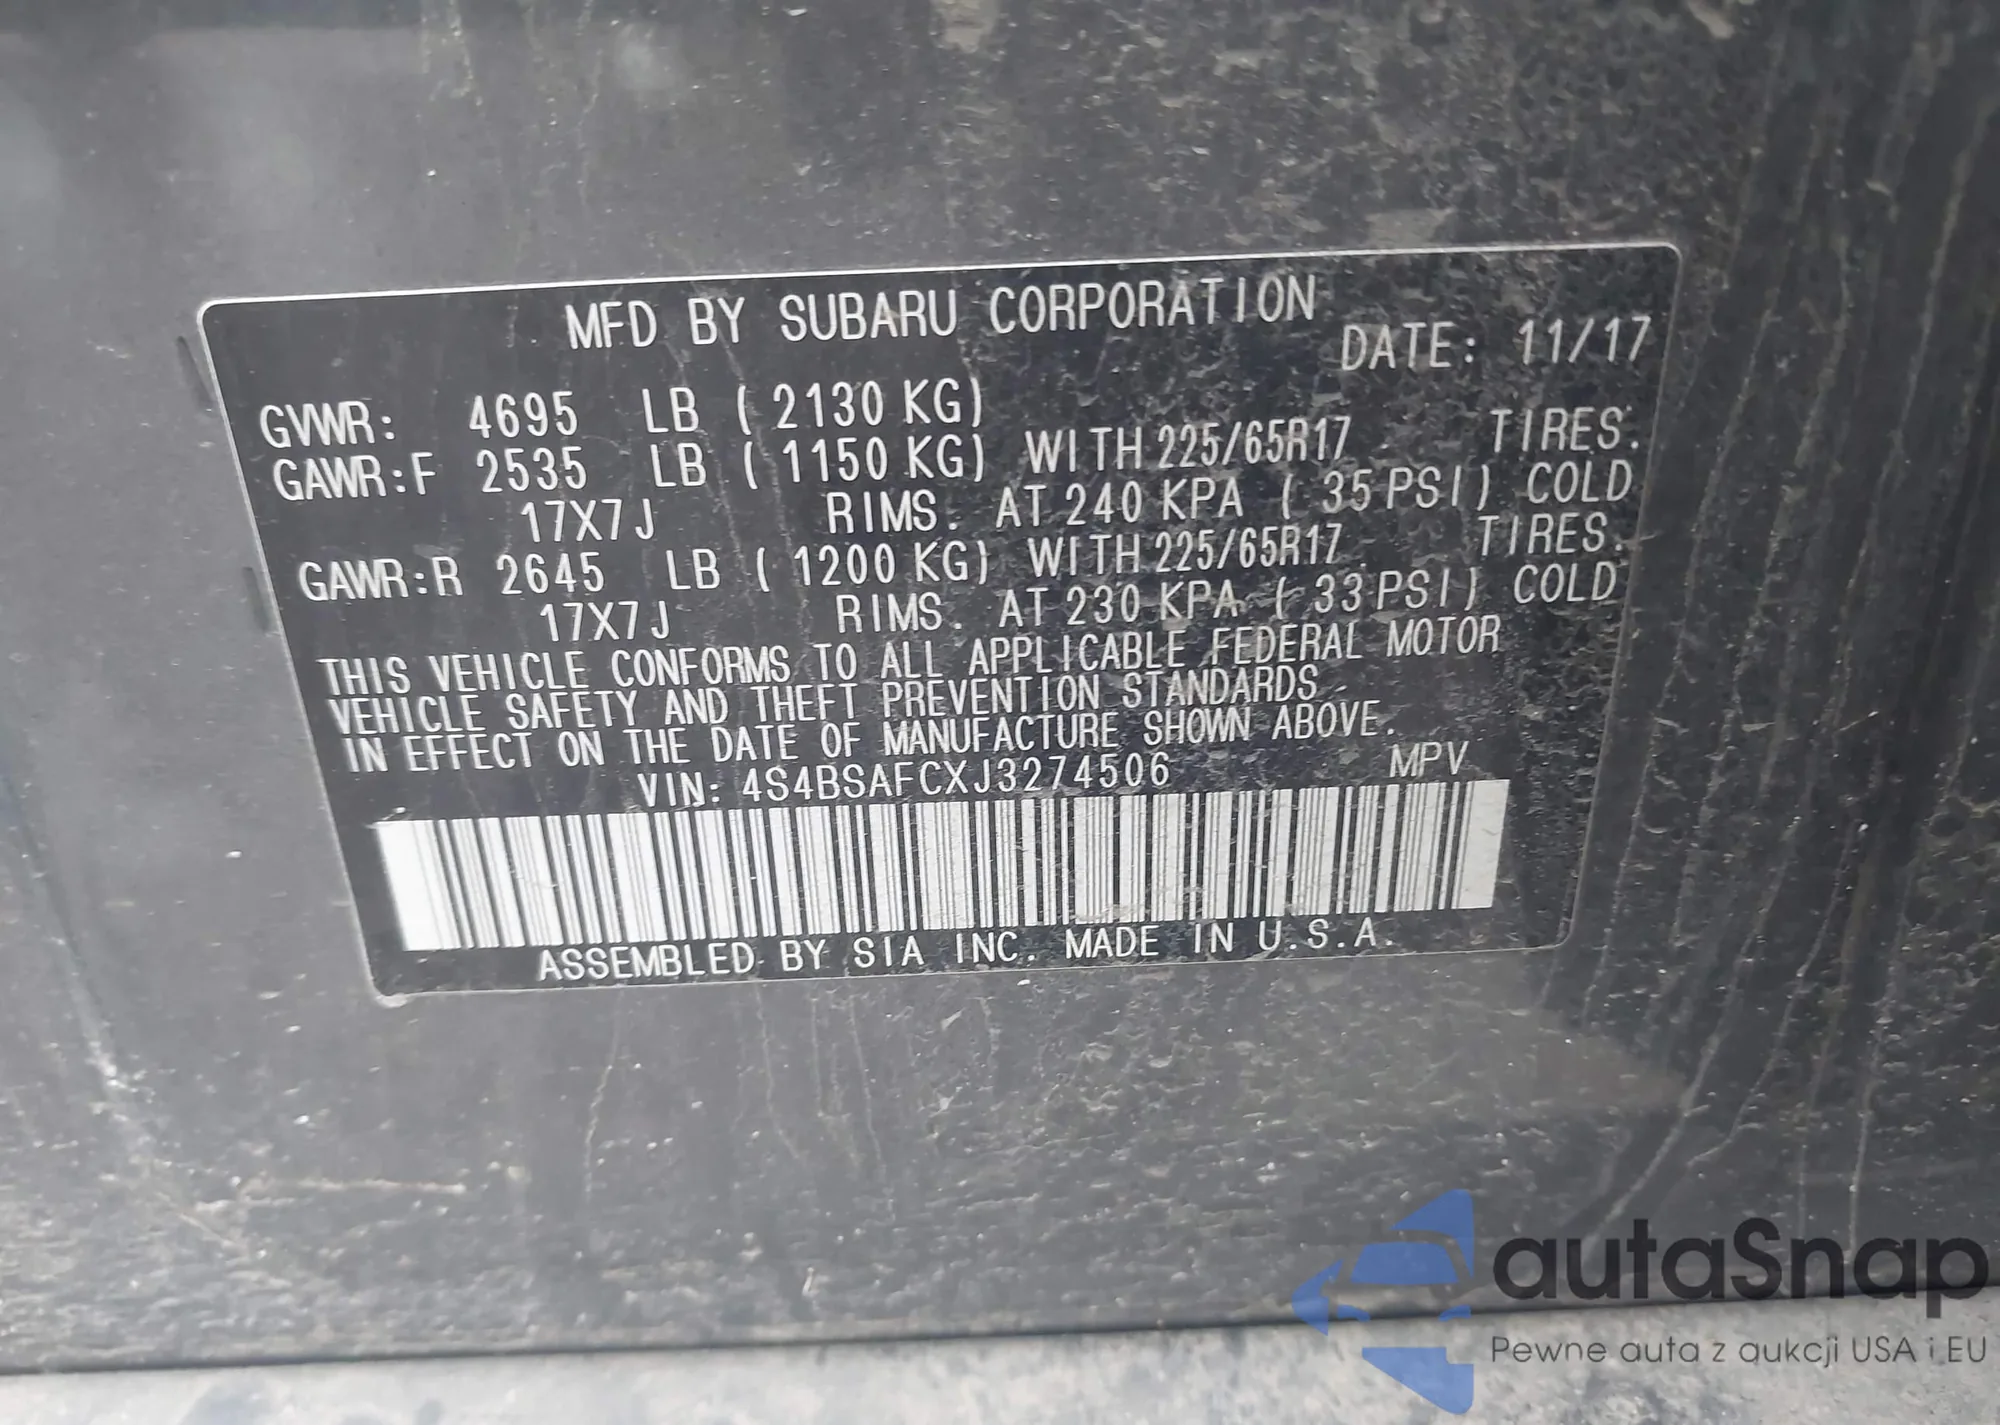 MFD BY SUBARU CORPORATION
DATE: 11/17
GVWR: 4695 LB ( 2130 KG)
GAWR:F 2535 LB ( 1150 KG) WITH 225/65R17 TIRES.
17X7J RIMS. AT 240 KPA ( 35 PSI) COLD
GAWR:R 2645 LB ( 1200 KG) WITH 225/65R17 TIRES.
17X7J RIMS. AT 230 KPA ( 33 PSI) COLD
THIS VEHICLE CONFORMS TO ALL APPLICABLE FEDERAL MOTOR
VEHICLE SAFETY AND THEFT PREVENTION STANDARDS
IN EFFECT ON THE DATE OF MANUFACTURE SHOWN ABOVE.
VIN: 4S4BSAFCXJ3274506 MPV
ASSEMBLED BY SIA INC. MADE IN U.S.A.
autaSnap
Pewne auta z aukcji USA i EU